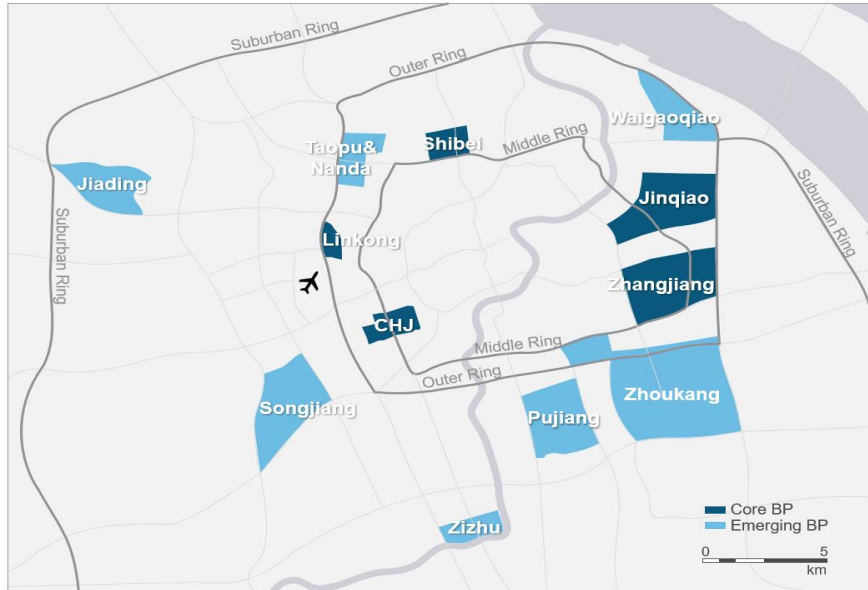 Suburban Ring
Outer Ring
Waigaoqiao
Taopu&
Nanda
Shibei
Middle Ring
Jiading
Jinqiao
Suburban Ring
Suburban Ring
Linkong
Zhangjiang
CHJ
Middle Ring
Outer Ring
Songjiang
Pujiang
Zhoukang
Zizhu
Core BP
Emerging BP
0 5
km